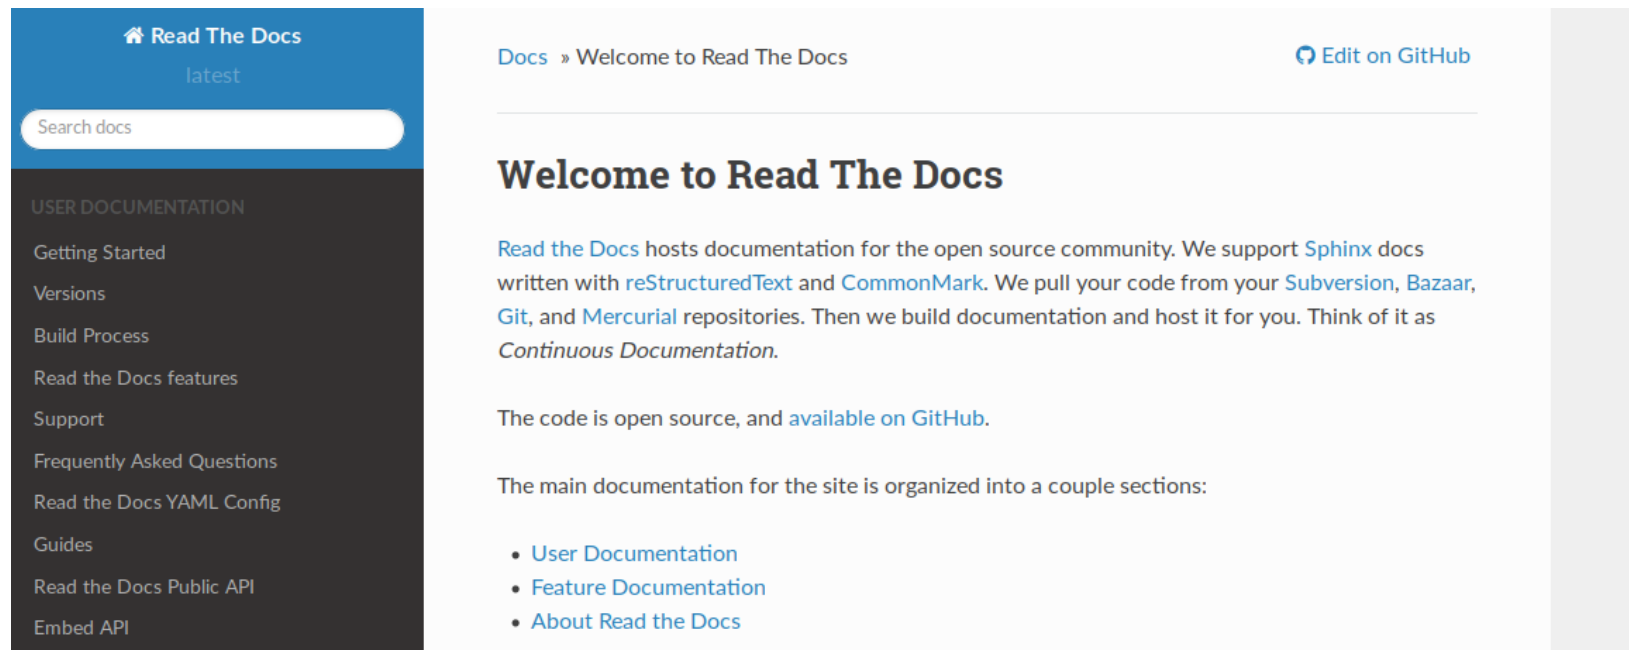 Read The Docs
latest
Search docs
USER DOCUMENTATION
Getting Started
Versions
Build Process
Read the Docs features
Support
Frequently Asked Questions
Read the Docs YAML Config
Guides
Read the Docs Public API
Embed API
Docs » Welcome to Read The Docs
Edit on GitHub
Welcome to Read The Docs
Read the Docs hosts documentation for the open source community. We support Sphinx docs
written with reStructuredText and CommonMark. We pull your code from your Subversion, Bazaar,
Git, and Mercurial repositories. Then we build documentation and host it for you. Think of it as
Continuous Documentation.
The code is open source, and available on GitHub.
The main documentation for the site is organized into a couple sections:
• User Documentation
• Feature Documentation
• About Read the Docs